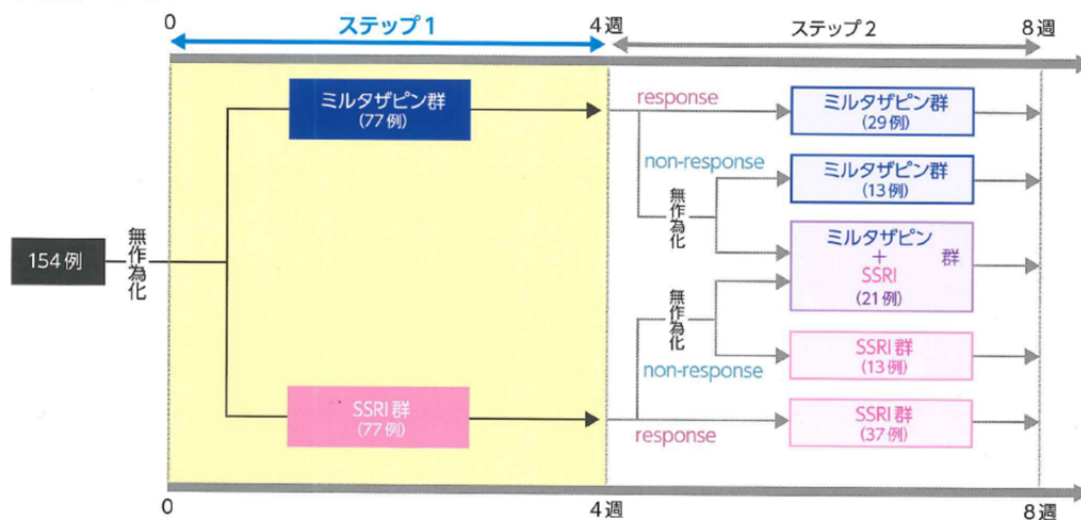 0
ステップ1
4週
ステップ2
8週
ミルタザピン群
(77例)
response
ミルタザピン群
(29例)
non-response
ミルタザピン群
(13例)
無作為化
154例
無作為化
ミルタザピン
+
SSRI
群
(21例)
無作為化
SSRI群
(13例)
non-response
SSRI群
(77例)
response
SSRI群
(37例)
0
4週
8週